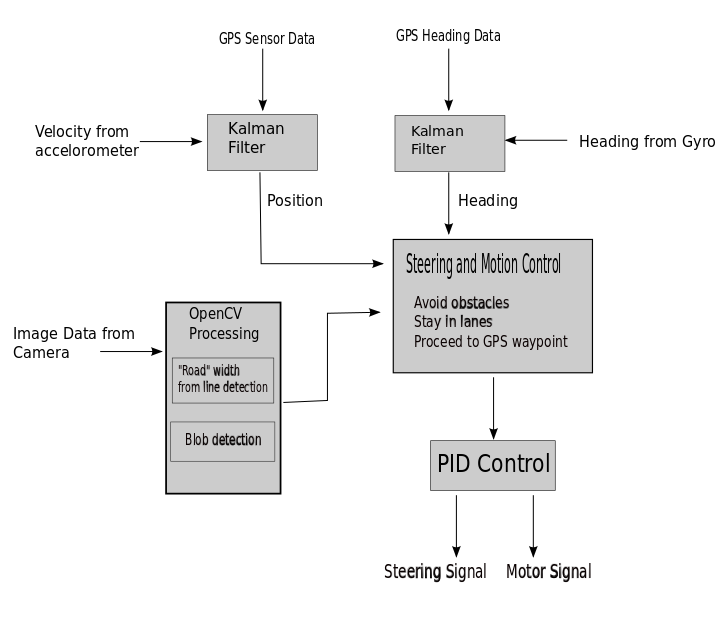 GPS Sensor Data
GPS Heading Data
Velocity from
accelorometer
Kalman
Filter
Kalman
Filter
Heading from Gyro
Position
Heading
Steering and Motion Control
Avoid obstacles
Stay in lanes
Proceed to GPS waypoint
Image Data from
Camera
OpenCV
Processing
"Road" width
from line detection
Blob detection
PID Control
Steering Signal
Motor Signal